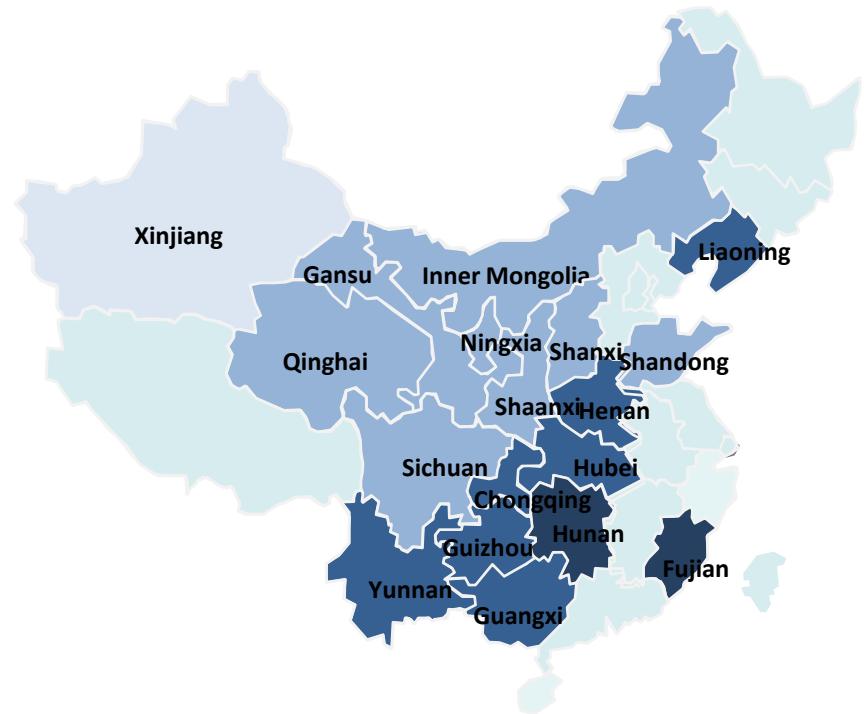 Xinjiang
Liaoning
Gansu
Inner Mongolia
Ningxia
Shanxi
Shandong
Qinghai
Shaanxi
Henan
Sichuan
Hubei
Chongqing
Hunan
Guizhou
Fujian
Yunnan
Guangxi